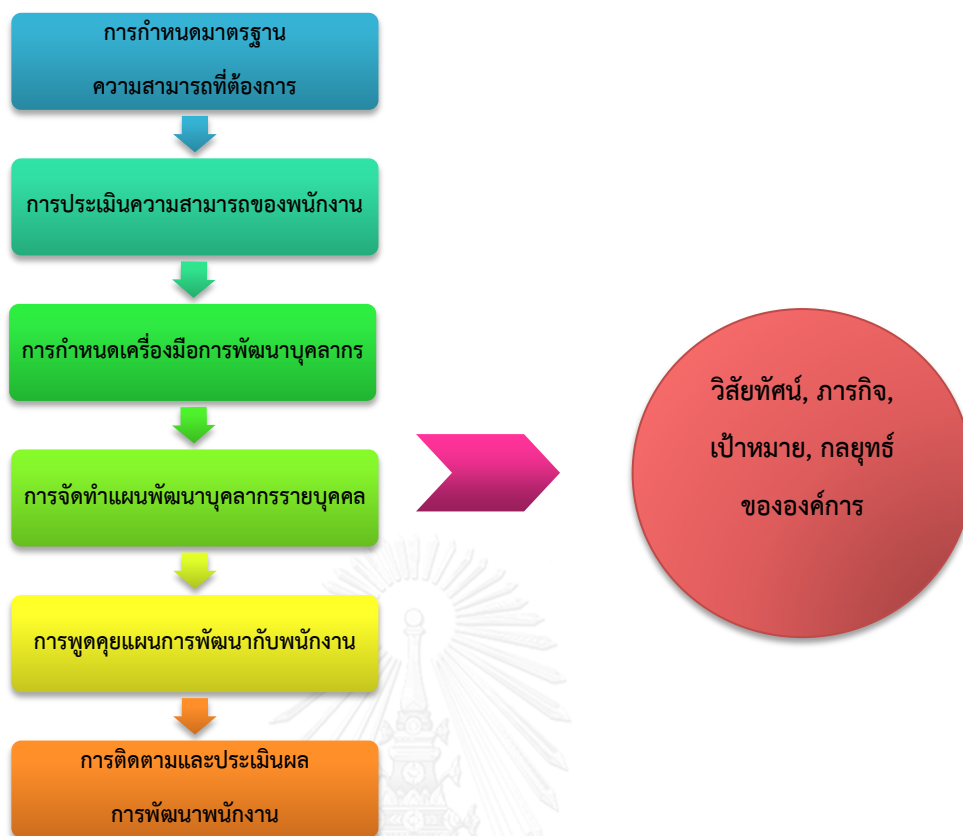 การกำหนดมาตรฐาน
ความสามารถที่ต้องการ
การประเมินความสามารถของพนักงาน
การกำหนดเครื่องมือการพัฒนาบุคลากร
การจัดทำแผนพัฒนาบุคลากรรายบุคคล
การพูดคุยแผนการพัฒนากับพนักงาน
การติดตามและประเมินผล
การพัฒนาพนักงาน
วิสัยทัศน์, ภารกิจ,
เป้าหมาย, กลยุทธ์
ขององค์การ